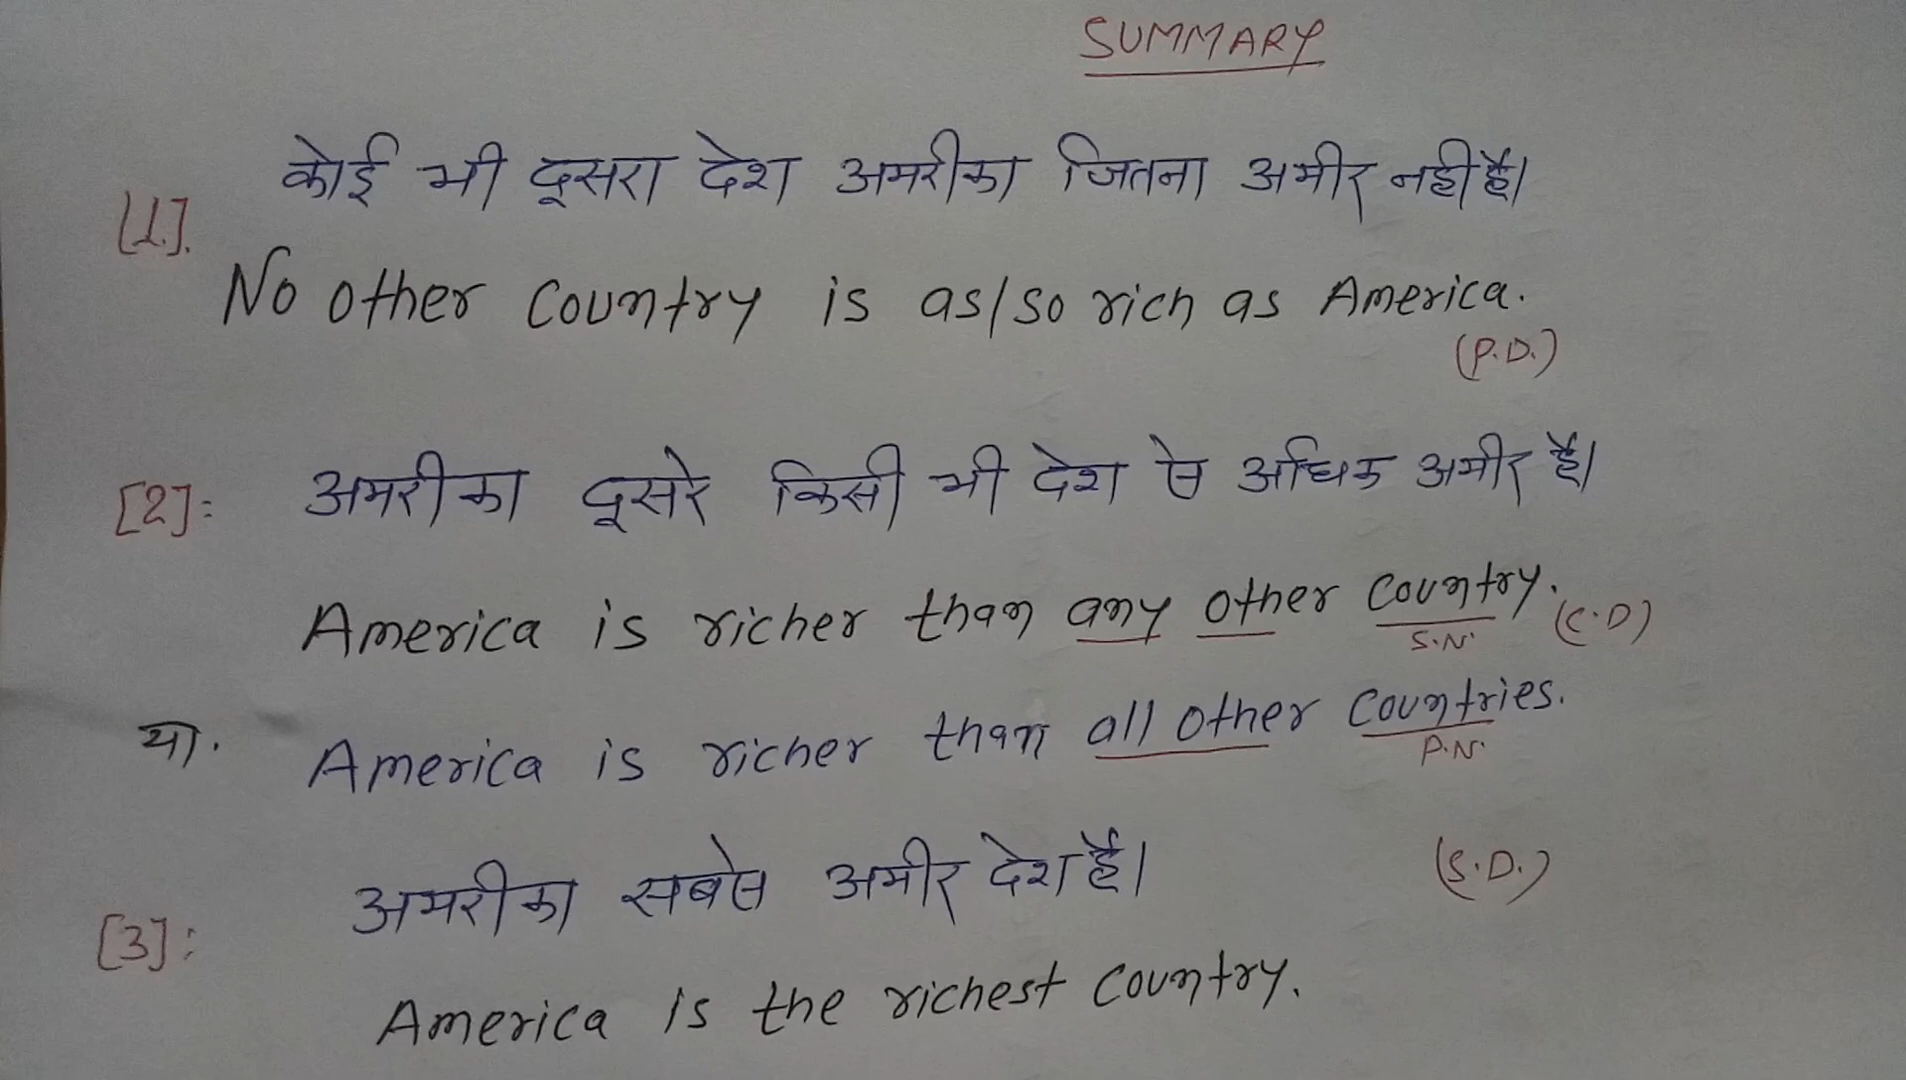 SUMMARY
कोई भी दूसरा देश अमरीका जितना अमीर नही है।
[1].
No other country is as/so rich as America.
(P.D.)
[2]: अमरीका दूसरे किसी भी देश से अधिक अमीर है।
America is richer than any other country. (C.D)
S.N.
या. America is richer than all other countries.
P.N.
अमरीका सबसे अमीर देश है। (S.D.)
[3]:
America is the richest country.